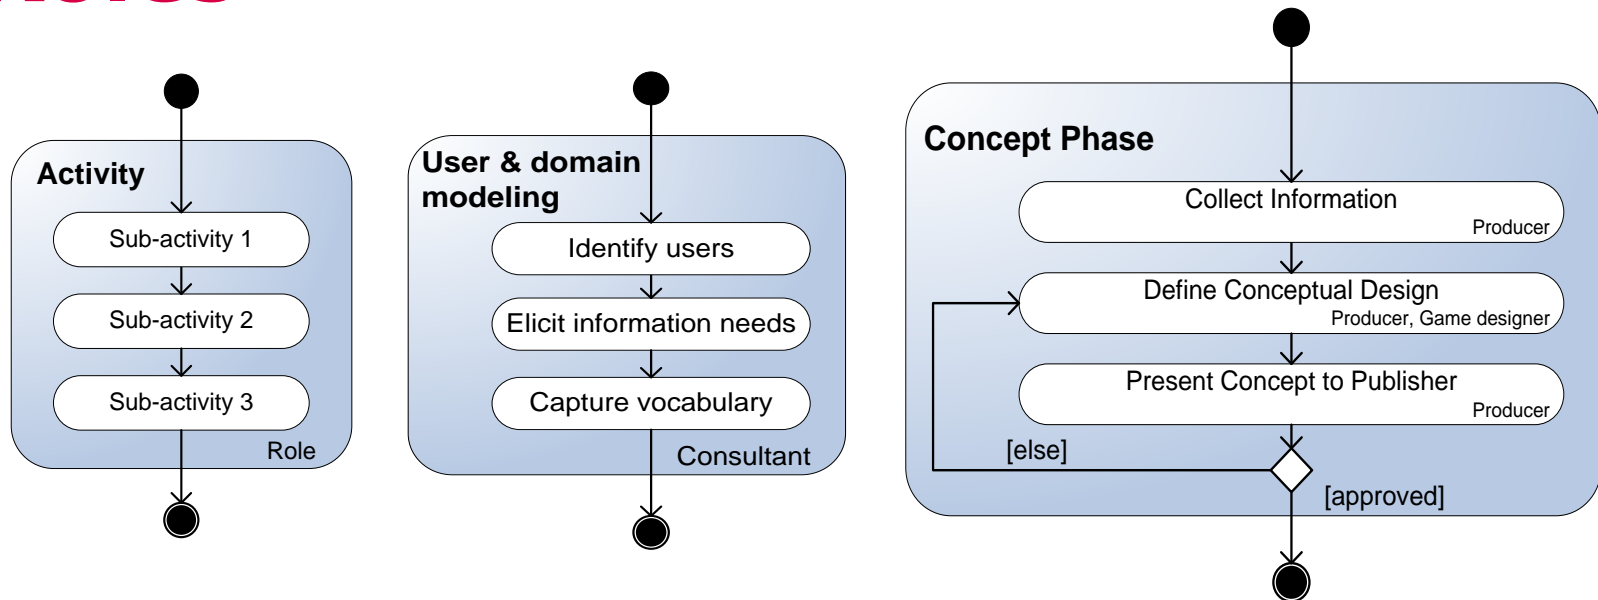 Activity
Sub-activity 1
Sub-activity 2
Sub-activity 3
Role
User & domain
modeling
Identify users
Elicit information needs
Capture vocabulary
Consultant
Concept Phase
Collect Information
Producer
Define Conceptual Design
Producer, Game designer
Present Concept to Publisher
Producer
[else]
[approved]